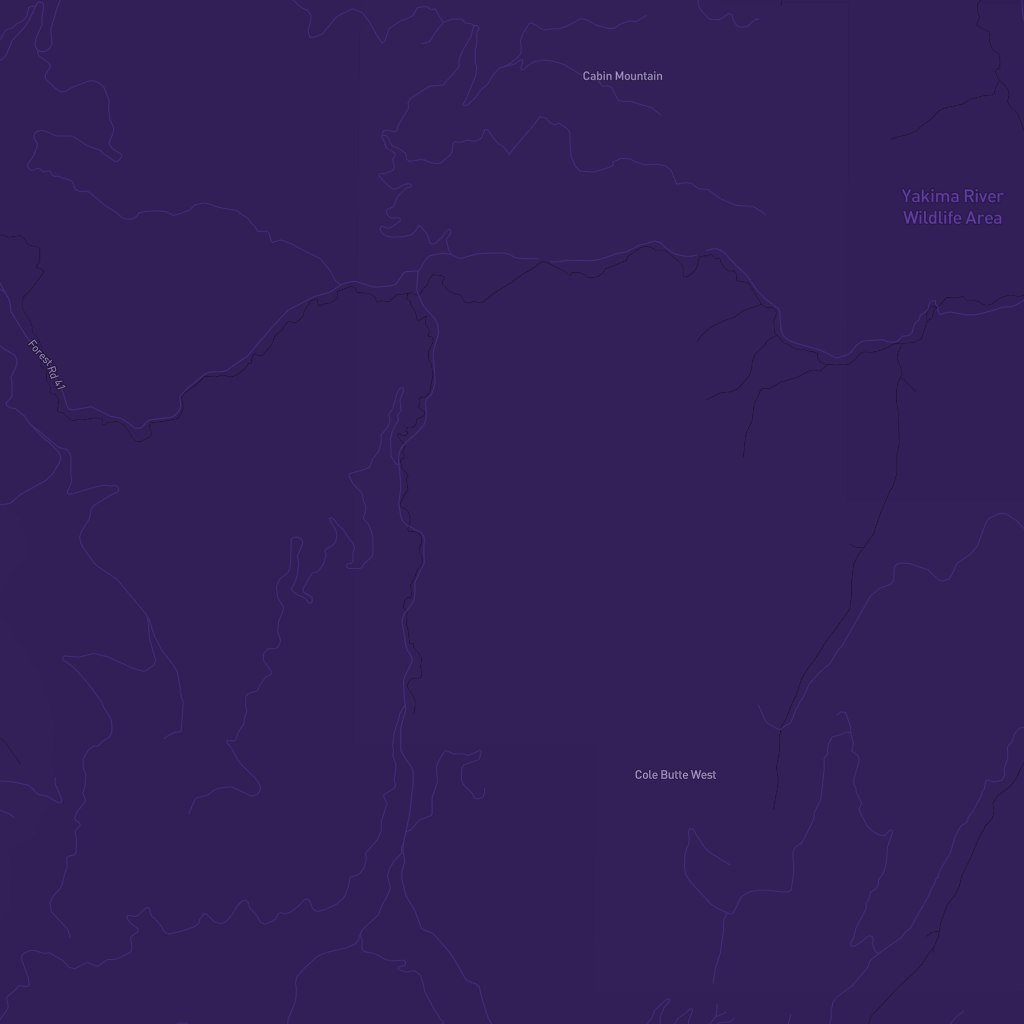 Cabin Mountain
Yakima River
Wildlife Area
Forest Rd 41
Cole Butte West